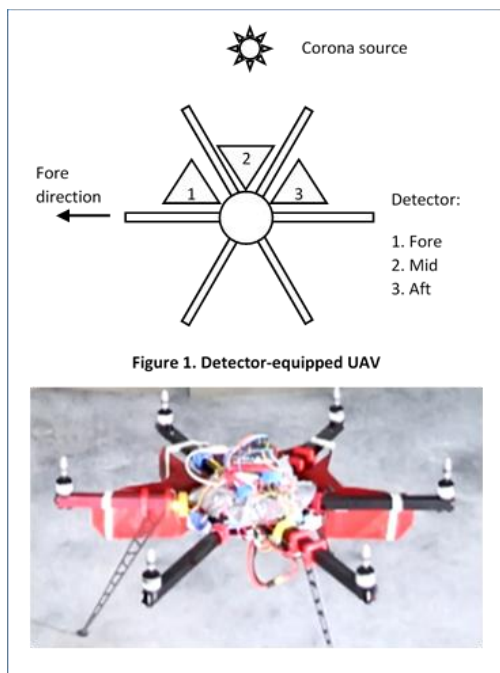 Corona source
2
Fore
direction
1
3
Detector:
1. Fore
2. Mid
3. Aft
Figure 1. Detector-equipped UAV